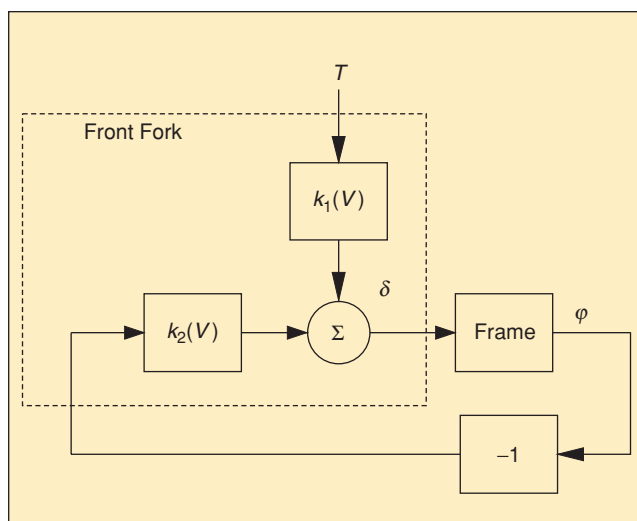 T
Front Fork
k₁(V)
δ
k₂(V)
Σ
Frame
φ
−1